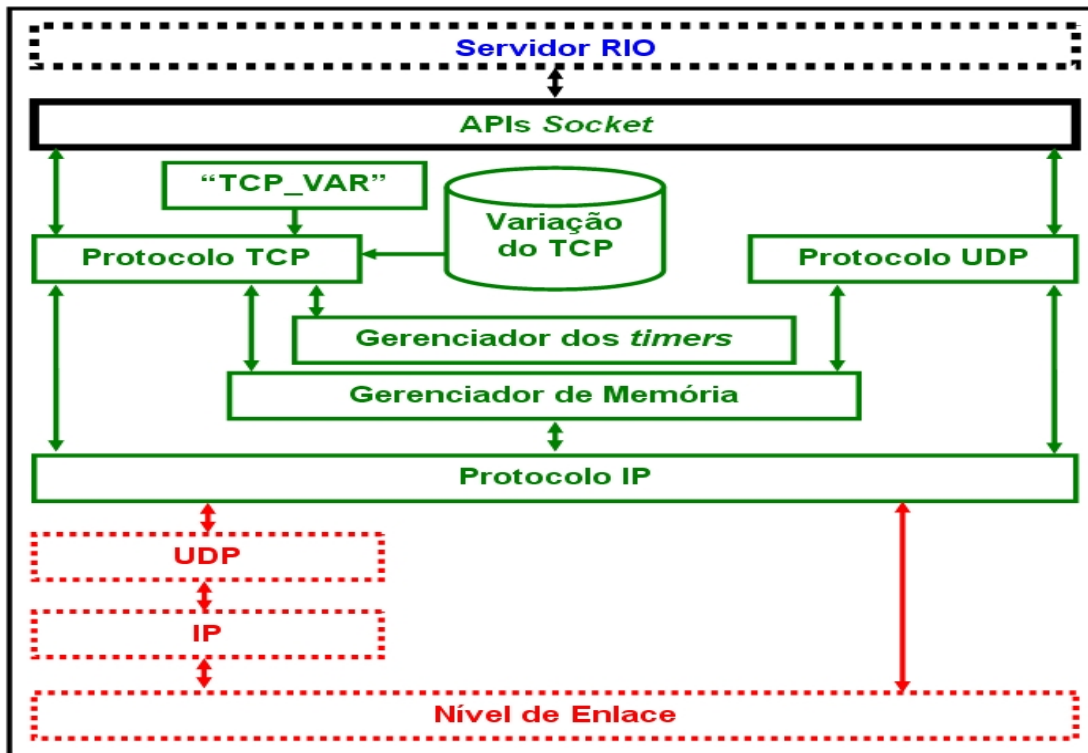 Servidor RIO
APIs Socket
“TCP_VAR”
Variação
do TCP
Protocolo TCP
Protocolo UDP
Gerenciador dos timers
Gerenciador de Memória
Protocolo IP
UDP
IP
Nível de Enlace